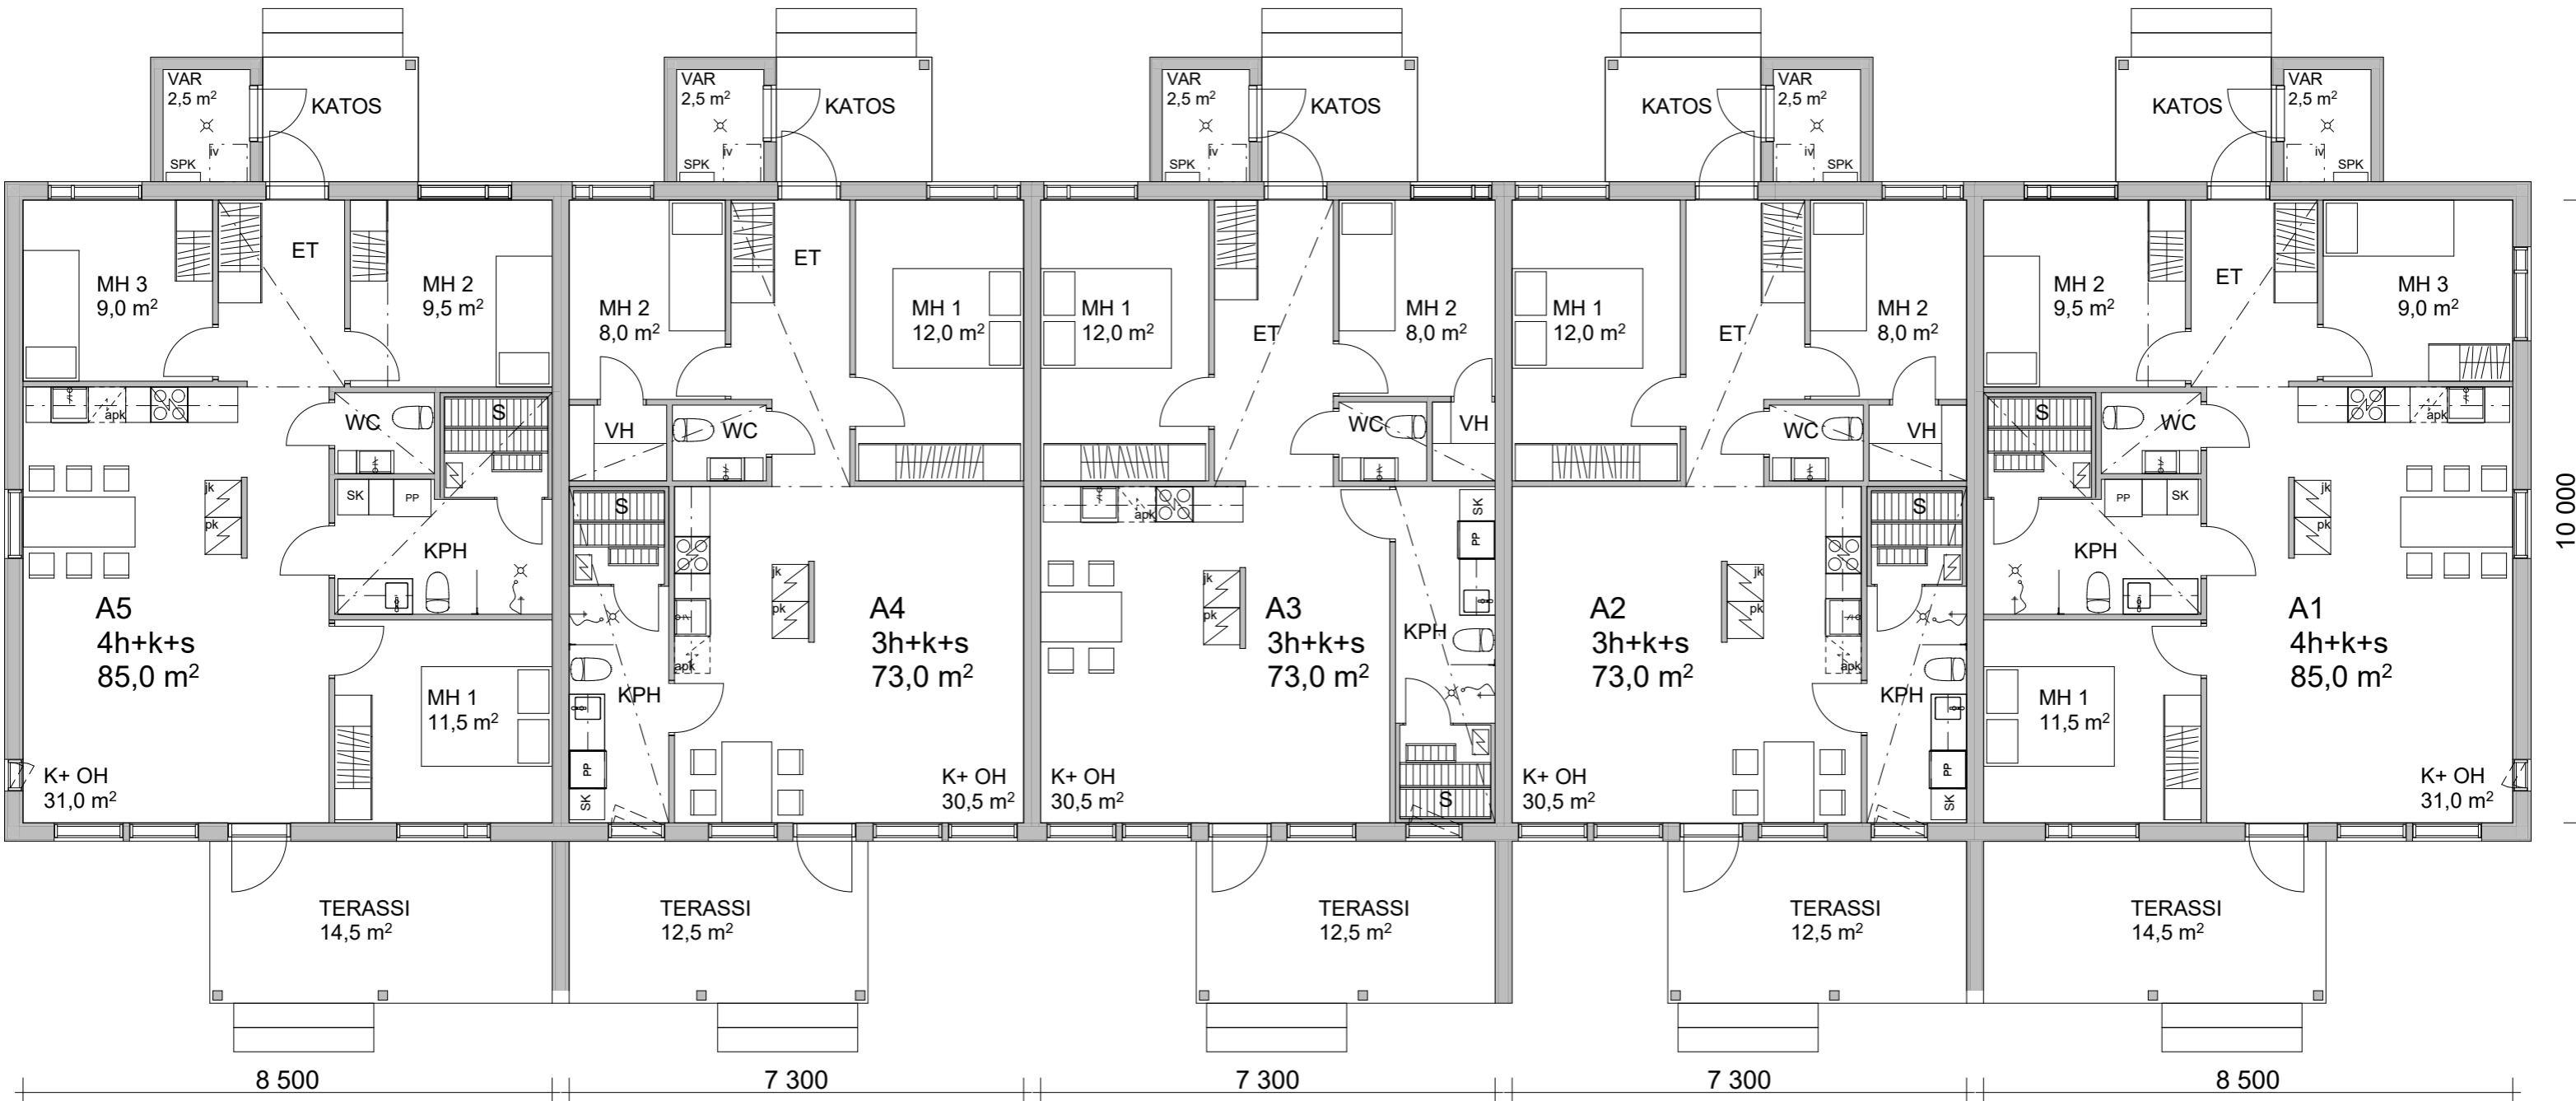 VAR
2,5 m²
KATOS
iv
SPK
VAR
2,5 m²
KATOS
iv
SPK
VAR
2,5 m²
KATOS
iv
SPK
KATOS
VAR
2,5 m²
iv
SPK
KATOS
VAR
2,5 m²
iv
SPK
MH 3
9,0 m²
ET
MH 2
9,5 m²
apk
WC
S
jk
pk
SK
PP
KPH
A5
4h+k+s
85,0 m²
MH 1
11,5 m²
K+ OH
31,0 m²
MH 2
8,0 m²
ET
MH 1
12,0 m²
VH
WC
S
jk
pk
apk
A4
3h+k+s
73,0 m²
KPH
PP
SK
K+ OH
30,5 m²
MH 1
12,0 m²
ET
MH 2
8,0 m²
WC
VH
apk
SK
PP
jk
pk
A3
3h+k+s
73,0 m²
KPH
S
K+ OH
30,5 m²
MH 1
12,0 m²
ET
MH 2
8,0 m²
WC
VH
S
jk
pk
apk
A2
3h+k+s
73,0 m²
KPH
PP
SK
K+ OH
30,5 m²
MH 2
9,5 m²
ET
MH 3
9,0 m²
S
WC
apk
PP
SK
jk
pk
KPH
A1
4h+k+s
85,0 m²
MH 1
11,5 m²
K+ OH
31,0 m²
10 000
TERASSI
14,5 m²
TERASSI
12,5 m²
TERASSI
12,5 m²
TERASSI
12,5 m²
TERASSI
14,5 m²
8 500
7 300
7 300
7 300
8 500